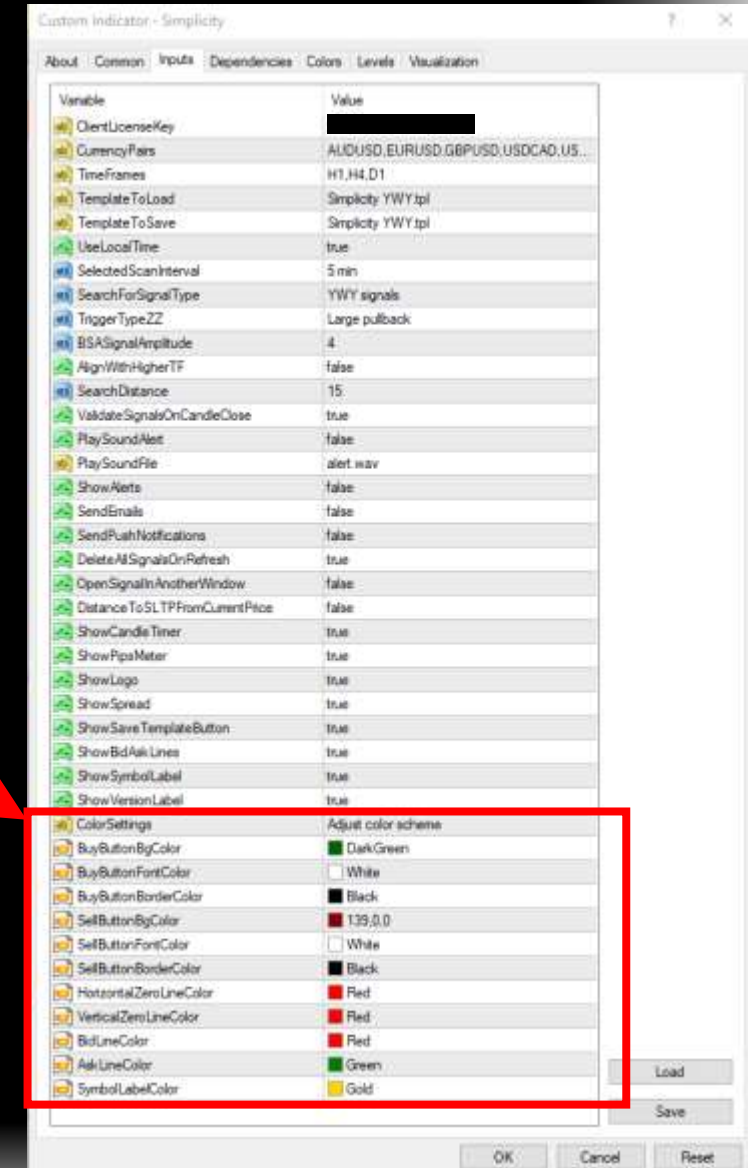 Custom Indicator - Simplicity ? ×
About Common Inputs Dependencies Colors Levels Visualization
Variable Value
ClientLicenseKey
CurrencyPairs AUDUSD,EURUSD,GBPUSD,USDCAD,US...
TimeFrames H1,H4,D1
TemplateToLoad Simplicity YWY.tpl
TemplateToSave Simplicity YWY.tpl
UseLocalTime true
SelectedScanInterval 5 min
SearchForSignalType YWY signals
TriggerTypeZZ Large pullback
BSASignalAmplitude 4
AlignWithHigherTF false
SearchDistance 15
ValidateSignalsOnCandleClose true
PlaySoundAlert false
PlaySoundFile alert.wav
ShowAlerts false
SendEmails false
SendPushNotifications false
DeleteAllSignalsOnRefresh true
OpenSignalInAnotherWindow false
DistanceToSLTPFromCurrentPrice false
ShowCandleTimer true
ShowPipsMeter true
ShowLogo true
ShowSpread true
ShowSaveTemplateButton true
ShowBidAskLines true
ShowSymbolLabel true
ShowVersionLabel true
ColorSettings Adjust color scheme
BuyButtonBgColor DarkGreen
BuyButtonFontColor White
BuyButtonBorderColor Black
SellButtonBgColor 139,0,0
SellButtonFontColor White
SellButtonBorderColor Black
HorizontalZeroLineColor Red
VerticalZeroLineColor Red
BidLineColor Red
AskLineColor Green
SymbolLabelColor Gold
Load
Save
OK Cancel Reset